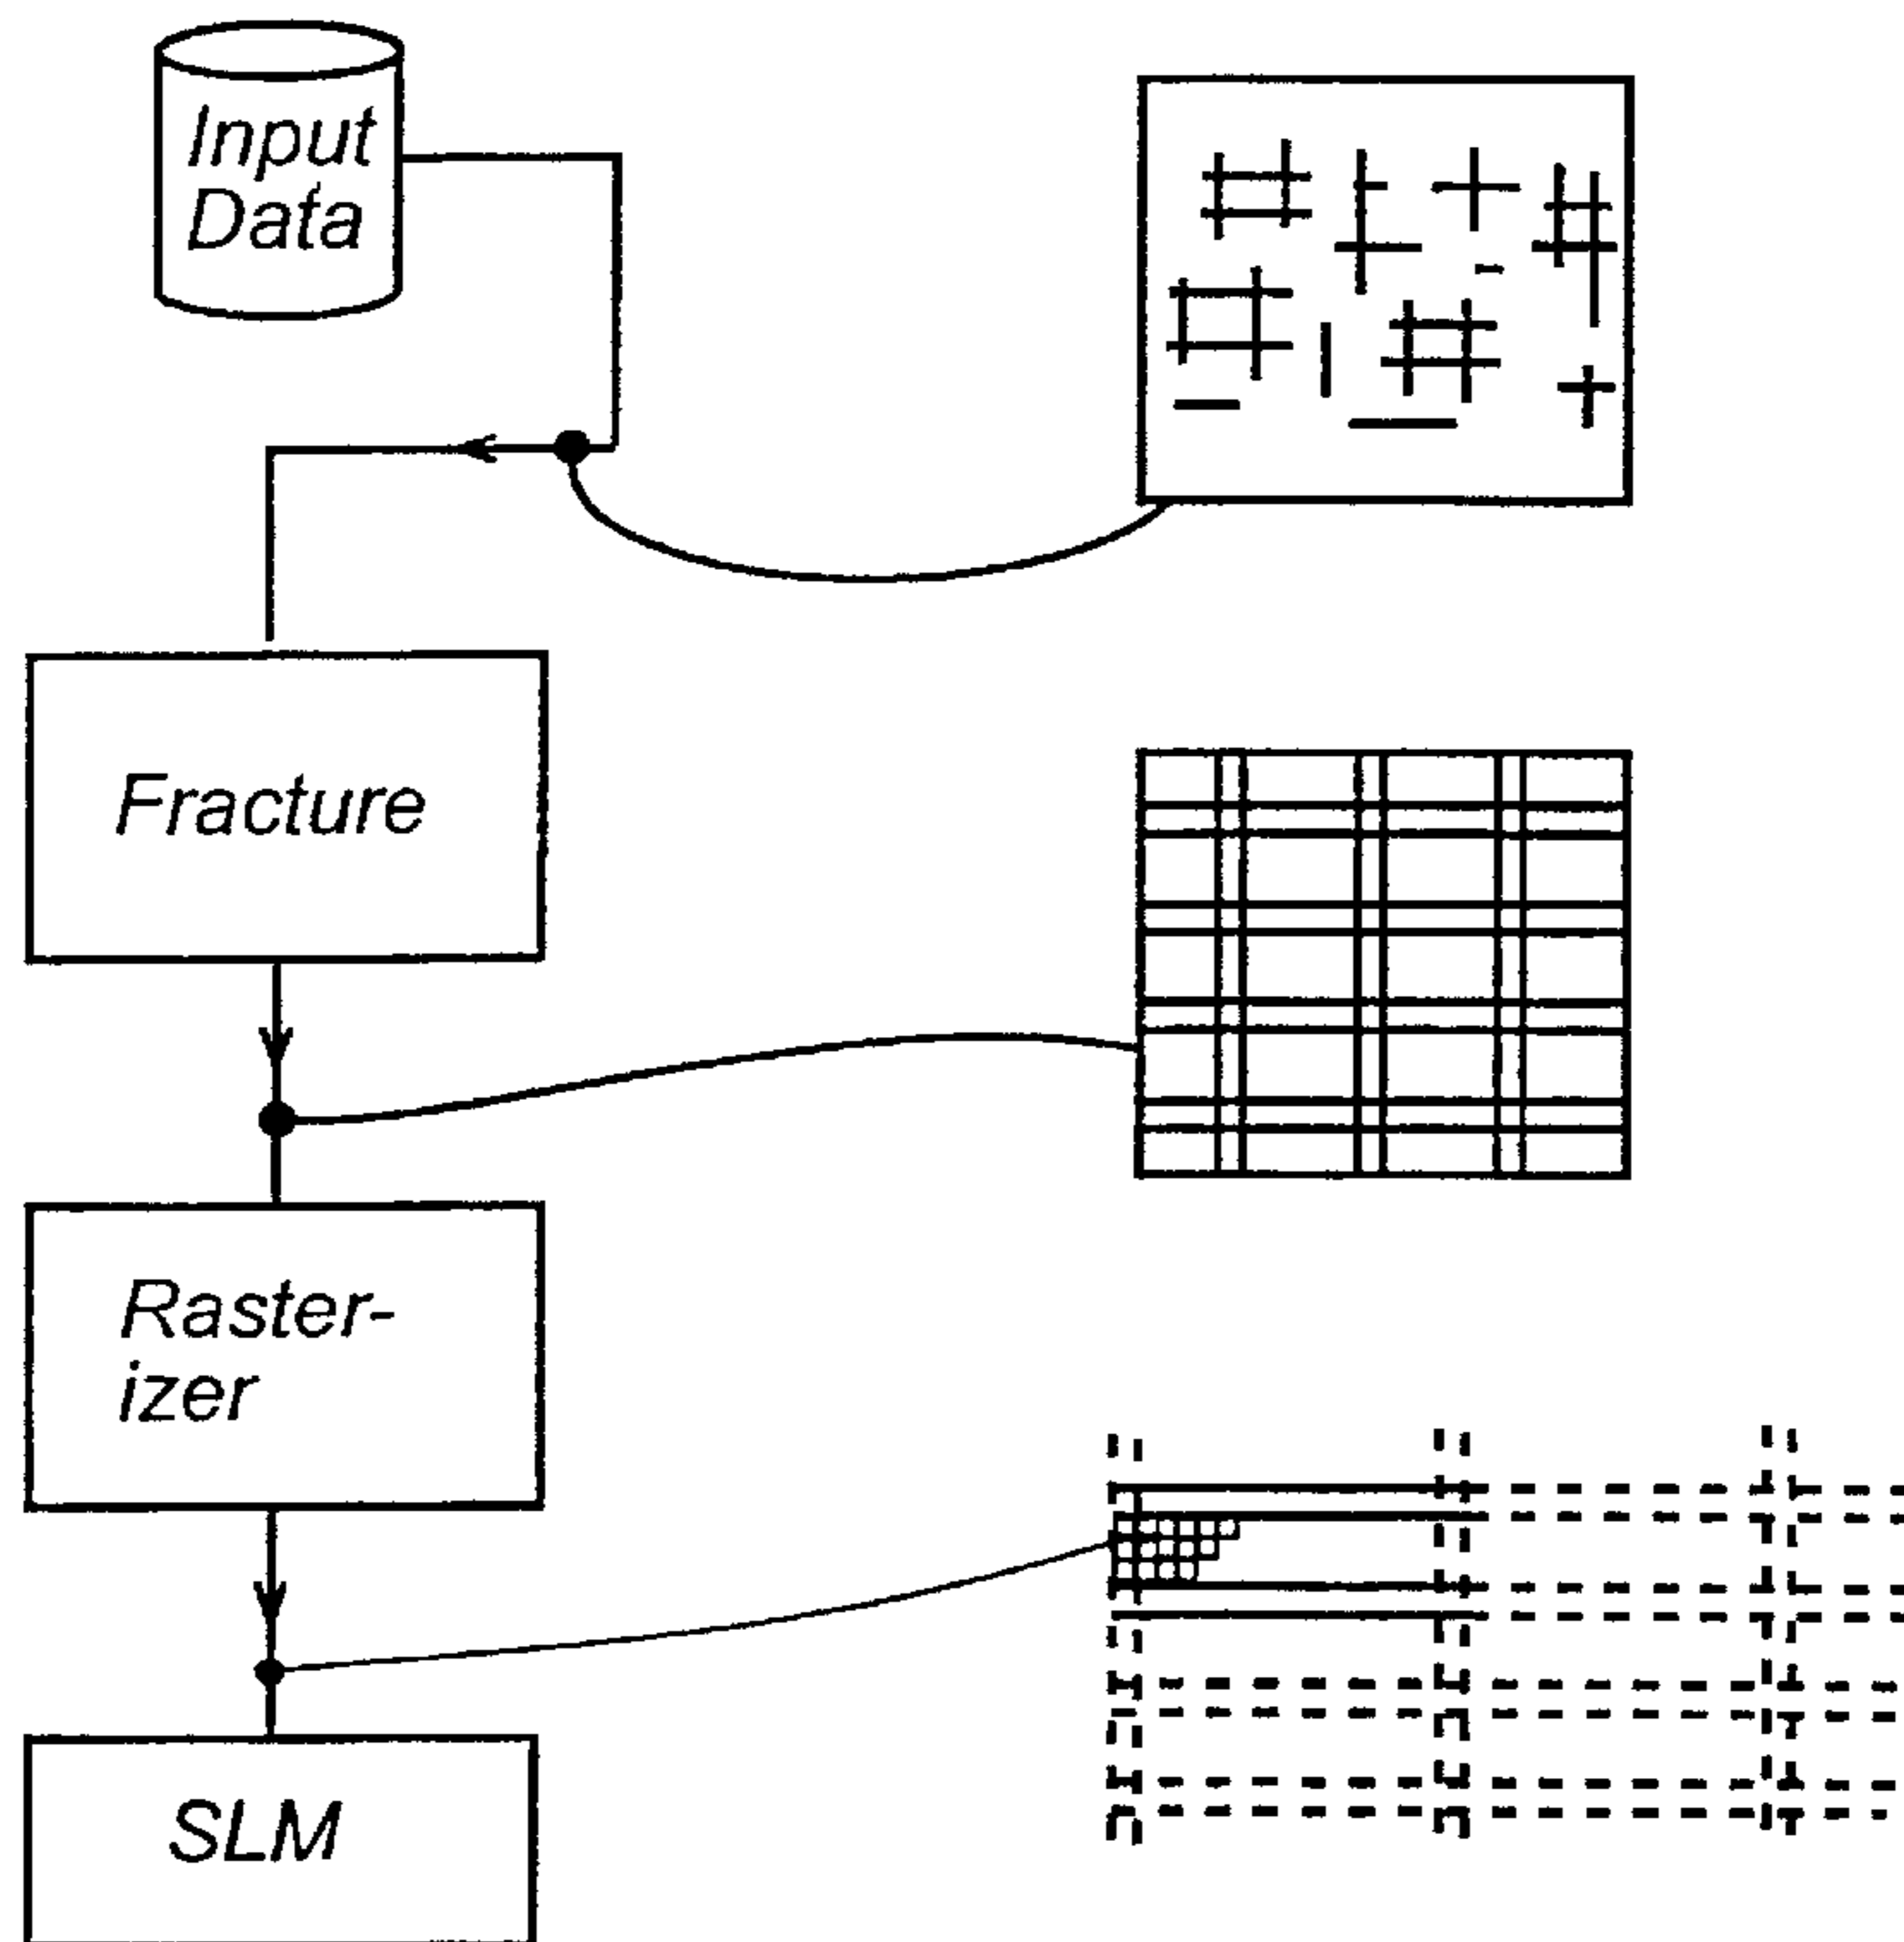 Input
Data
Fracture
Raster-
izer
SLM